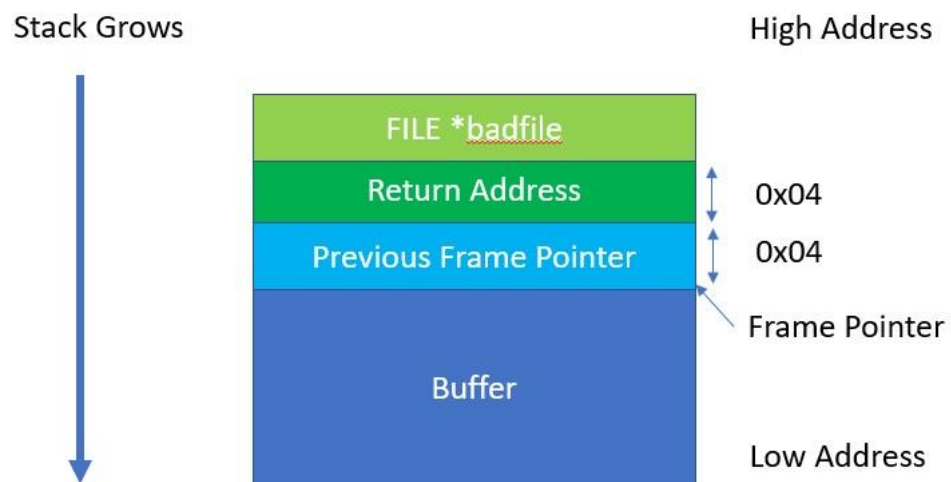 Stack Grows
High Address
FILE *badfile
Return Address
0x04
Previous Frame Pointer
0x04
Frame Pointer
Buffer
Low Address